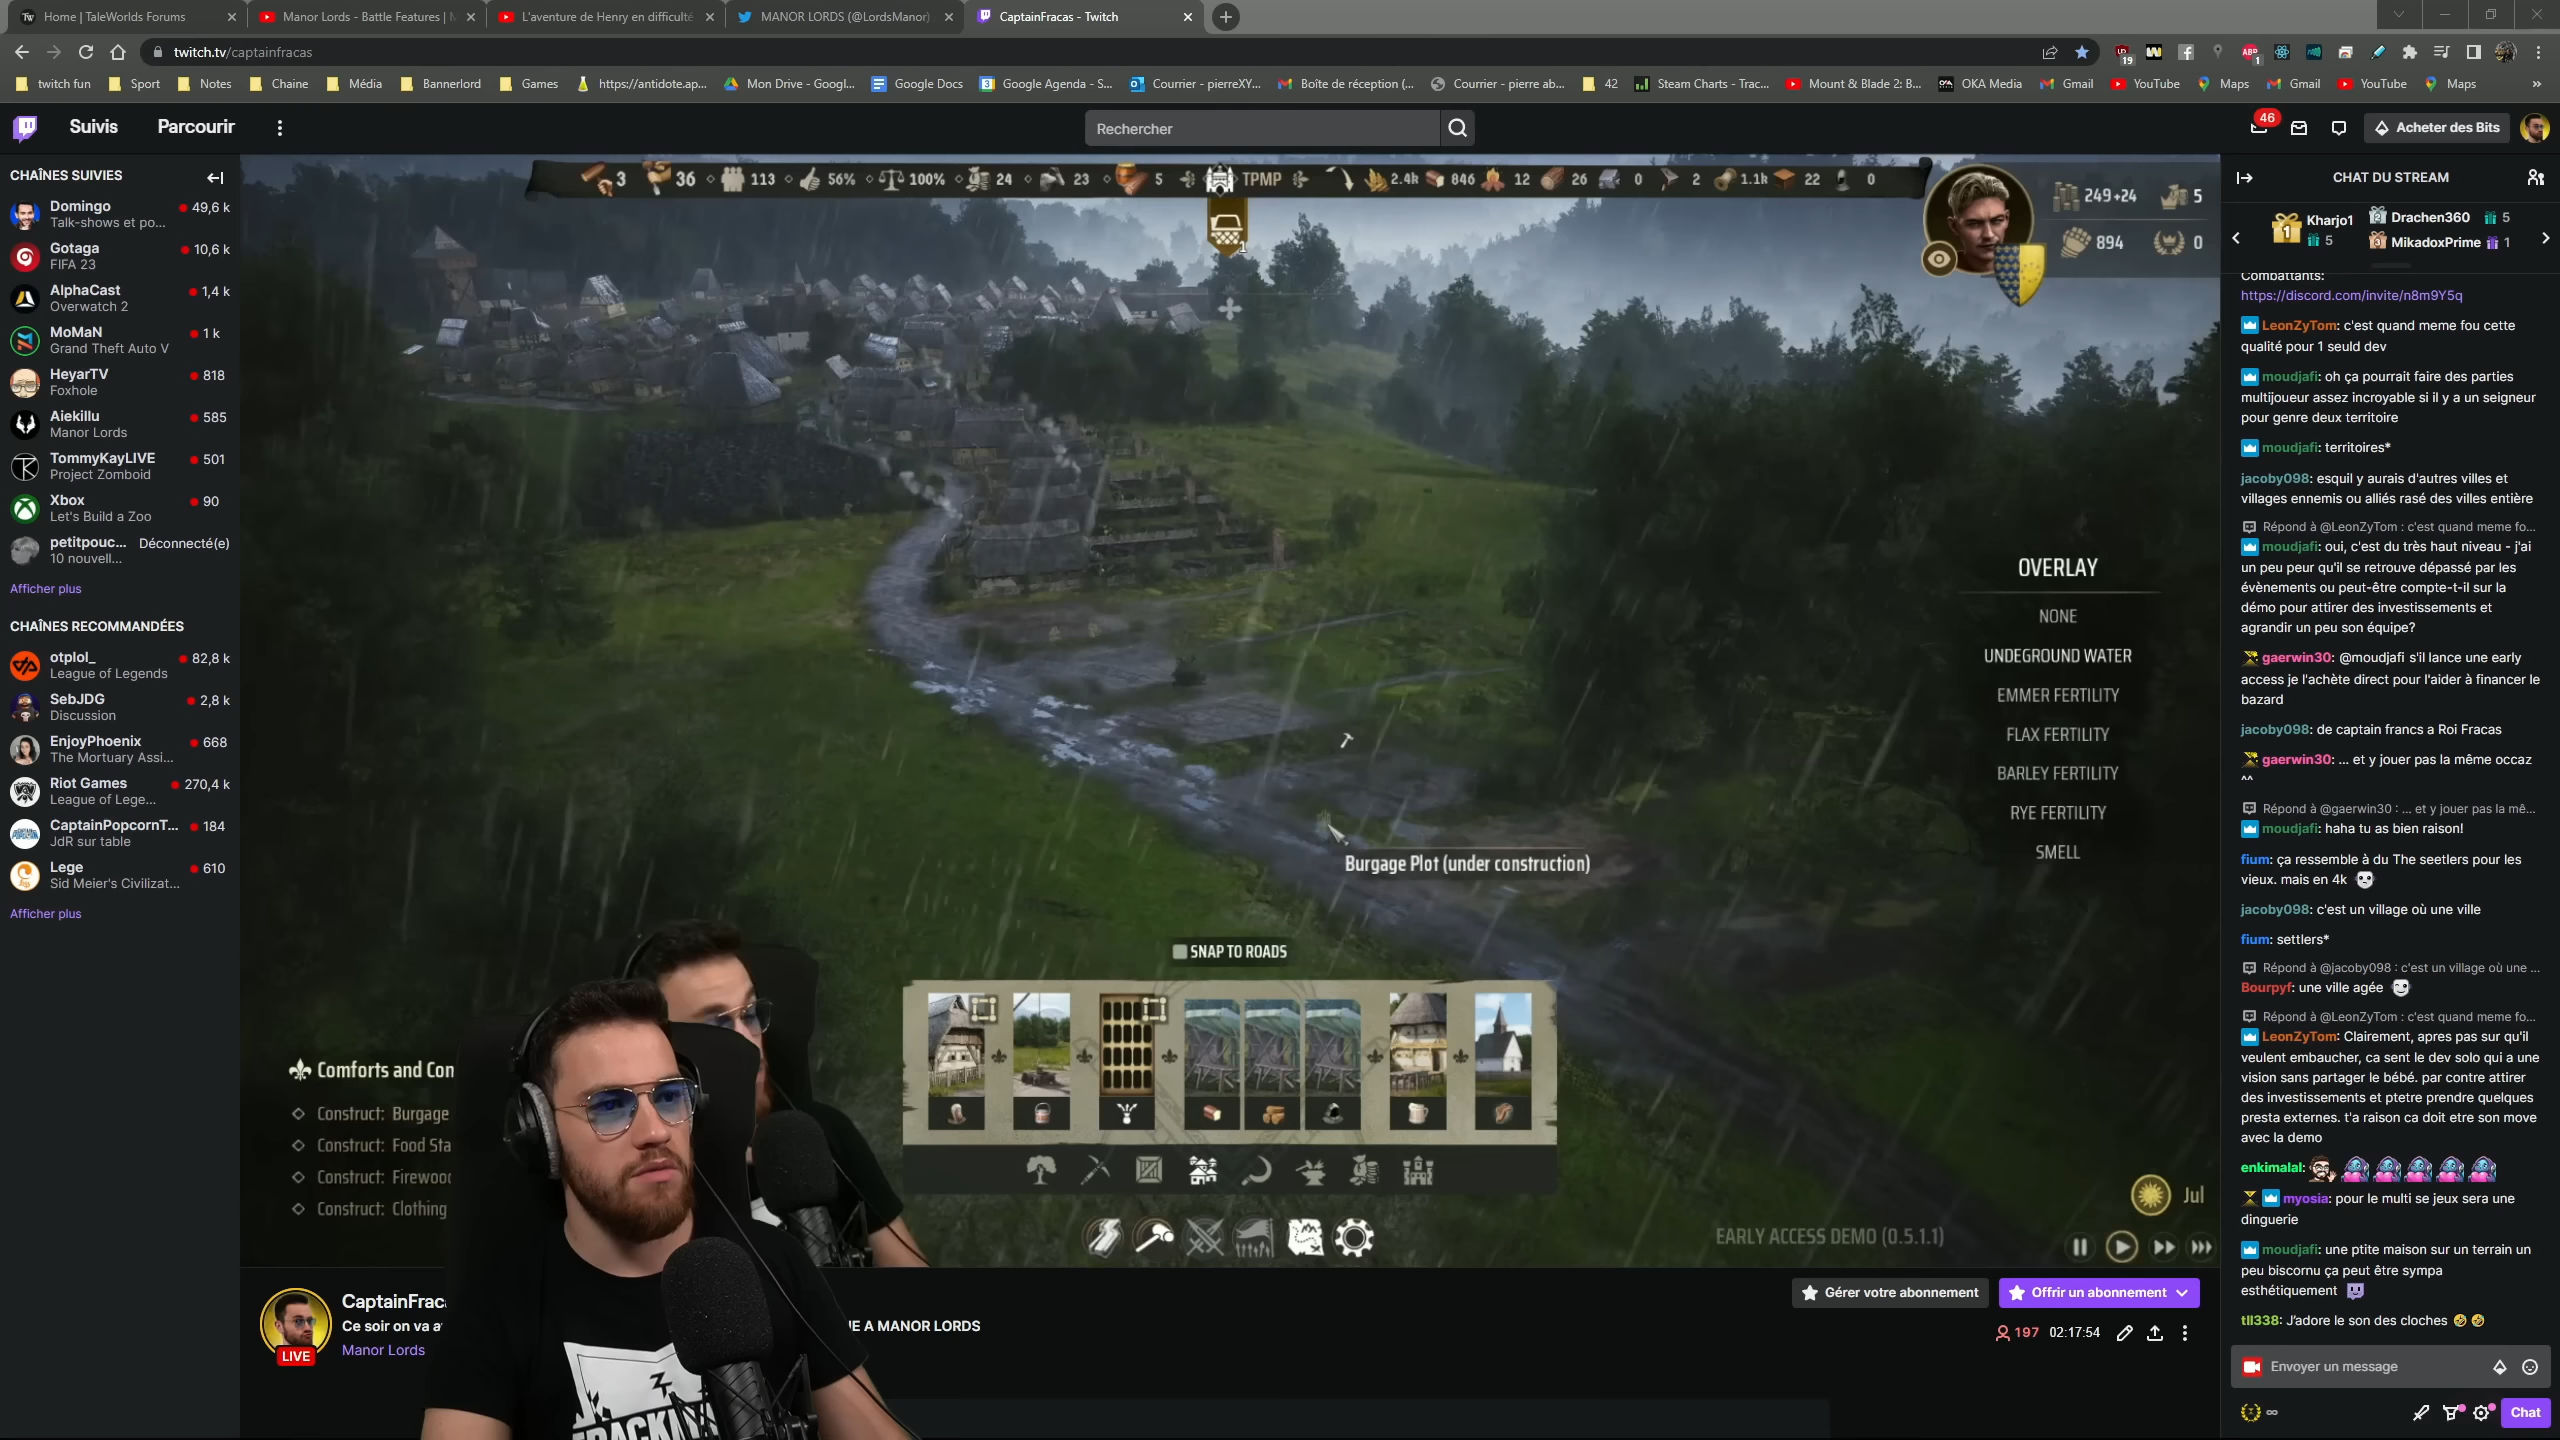 Home | TaleWorlds Forums
Manor Lords - Battle Features | M
L'aventure de Henry en difficulté
MANOR LORDS (@LordsManor)
CaptainFracas - Twitch
twitch.tv/captainfracas
19
1
twitch fun
Sport
Notes
Chaine
Média
Bannerlord
Games
https://antidote.ap...
Mon Drive - Googl...
Google Docs
Google Agenda - S...
Courrier - pierreXY...
Boîte de réception (...
Courrier - pierre ab...
42
Steam Charts - Trac...
Mount & Blade 2: B...
OKA Media
Gmail
YouTube
Maps
Gmail
YouTube
Maps
Suivis
Parcourir
Rechercher
46
Acheter des Bits
CHAÎNES SUIVIES
Domingo 49,6 k
Talk-shows et po...
Gotaga 10,6 k
FIFA 23
AlphaCast 1,4 k
Overwatch 2
MoMaN 1 k
Grand Theft Auto V
HeyarTV 818
Foxhole
Aiekillu 585
Manor Lords
TommyKayLIVE 501
Project Zomboid
Xbox 90
Let's Build a Zoo
petitpouc... Déconnecté(e)
10 nouvell...
Afficher plus
CHAÎNES RECOMMANDÉES
otplol_ 82,8 k
League of Legends
SebJDG 2,8 k
Discussion
EnjoyPhoenix 668
The Mortuary Assi...
Riot Games 270,4 k
League of Lege...
CaptainPopcornT... 184
JdR sur table
Lege 610
Sid Meier's Civilizat...
Afficher plus
3 36 113 56% 100% 24 23 5 TPMP 2.4k 846 12 26 0 2 1.1k 22 0
1
249+24 5
894 0
OVERLAY
NONE
UNDEGROUND WATER
EMMER FERTILITY
FLAX FERTILITY
BARLEY FERTILITY
RYE FERTILITY
SMELL
Burgage Plot (under construction)
SNAP TO ROADS
Comforts and Con
Construct: Burgage
Construct: Food Sta
Construct: Firewood
Construct: Clothing
Jul
EARLY ACCESS DEMO (0.5.1.1)
CaptainFraca
Ce soir on va a
E A MANOR LORDS
Manor Lords
LIVE
Gérer votre abonnement
Offrir un abonnement
197 02:17:54
CHAT DU STREAM
1
Kharjo1
5
Drachen360 5
MikadoxPrime 1
Combattants:
https://discord.com/invite/n8m9Y5q
LeonZyTom: c'est quand meme fou cette
qualité pour 1 seuld dev
moudjafi: oh ça pourrait faire des parties
multijoueur assez incroyable si il y a un seigneur
pour genre deux territoire
moudjafi: territoires*
jacoby098: esquil y aurais d'autres villes et
villages ennemis ou alliés rasé des villes entière
Répond à @LeonZyTom : c'est quand meme fo...
moudjafi: oui, c'est du très haut niveau - j'ai
un peu peur qu'il se retrouve dépassé par les
évènements ou peut-être compte-t-il sur la
démo pour attirer des investissements et
agrandir un peu son équipe?
gaerwin30: @moudjafi s'il lance une early
access je l'achète direct pour l'aider à financer le
bazard
jacoby098: de captain francs a Roi Fracas
gaerwin30: ... et y jouer pas la même occaz
^^
Répond à @gaerwin30 : ... et y jouer pas la mê...
moudjafi: haha tu as bien raison!
fium: ça ressemble à du The seetlers pour les
vieux. mais en 4k
jacoby098: c'est un village où une ville
fium: settlers*
Répond à @jacoby098 : c'est un village où une ...
Bourpyf: une ville agée
Répond à @LeonZyTom : c'est quand meme fo...
LeonZyTom: Clairement, apres pas sur qu'il
veulent embaucher, ca sent le dev solo qui a une
vision sans partager le bébé. par contre attirer
des investissements et ptetre prendre quelques
presta externes. t'a raison ca doit etre son move
avec la demo
enkimalal:
myosia: pour le multi se jeux sera une
dinguerie
moudjafi: une ptite maison sur un terrain un
peu biscornu ça peut être sympa
esthétiquement
tll338: J'adore le son des cloches 🤣 🤣
Envoyer un message
∞
Chat